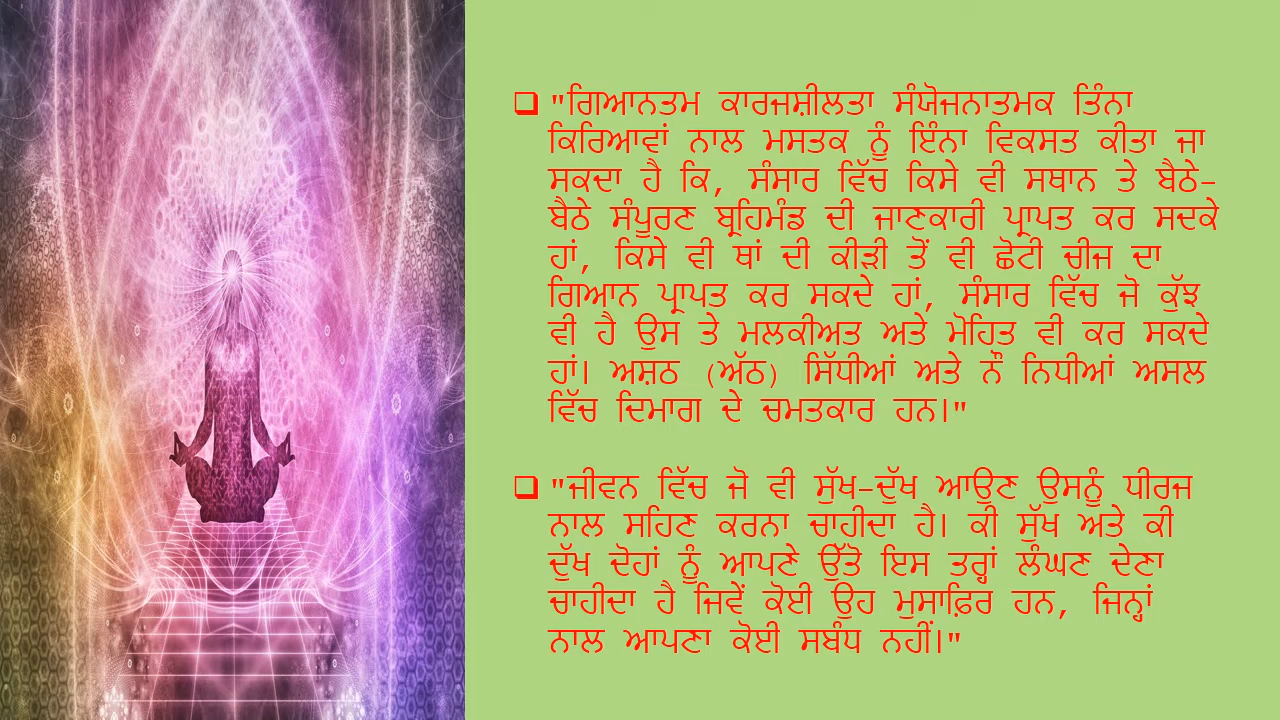 ❑ "ਗਿਆਨਤਮ ਕਾਰਜਸ਼ੀਲਤਾ ਸੰਯੋਜਨਾਤਮਕ ਤਿੰਨਾ
ਕਿਰਿਆਵਾਂ ਨਾਲ ਮਸਤਕ ਨੂੰ ਇੰਨਾ ਵਿਕਸਤ ਕੀਤਾ ਜਾ
ਸਕਦਾ ਹੈ ਕਿ, ਸੰਸਾਰ ਵਿੱਚ ਕਿਸੇ ਵੀ ਸਥਾਨ ਤੇ ਬੈਠੇ-
ਬੈਠੇ ਸੰਪੂਰਣ ਬ੍ਰਹਿਮੰਡ ਦੀ ਜਾਣਕਾਰੀ ਪ੍ਰਾਪਤ ਕਰ ਸਦਕੇ
ਹਾਂ, ਕਿਸੇ ਵੀ ਥਾਂ ਦੀ ਕੀੜੀ ਤੋਂ ਵੀ ਛੋਟੀ ਚੀਜ ਦਾ
ਗਿਆਨ ਪ੍ਰਾਪਤ ਕਰ ਸਕਦੇ ਹਾਂ, ਸੰਸਾਰ ਵਿੱਚ ਜੋ ਕੁੱਝ
ਵੀ ਹੈ ਉਸ ਤੇ ਮਲਕੀਅਤ ਅਤੇ ਮੋਹਿਤ ਵੀ ਕਰ ਸਕਦੇ
ਹਾਂ। ਅਸ਼ਠ (ਅੱਠ) ਸਿੱਧੀਆਂ ਅਤੇ ਨੌ ਨਿਧੀਆਂ ਅਸਲ
ਵਿੱਚ ਦਿਮਾਗ ਦੇ ਚਮਤਕਾਰ ਹਨ।"
❑ "ਜੀਵਨ ਵਿੱਚ ਜੋ ਵੀ ਸੁੱਖ-ਦੁੱਖ ਆਉਣ ਉਸਨੂੰ ਧੀਰਜ
ਨਾਲ ਸਹਿਣ ਕਰਨਾ ਚਾਹੀਦਾ ਹੈ। ਕੀ ਸੁੱਖ ਅਤੇ ਕੀ
ਦੁੱਖ ਦੋਹਾਂ ਨੂੰ ਆਪਣੇ ਉੱਤੋ ਇਸ ਤਰ੍ਹਾਂ ਲੰਘਣ ਦੇਣਾ
ਚਾਹੀਦਾ ਹੈ ਜਿਵੇਂ ਕੋਈ ਉਹ ਮੁਸਾਫ਼ਿਰ ਹਨ, ਜਿਨ੍ਹਾਂ
ਨਾਲ ਆਪਣਾ ਕੋਈ ਸਬੰਧ ਨਹੀਂ।"